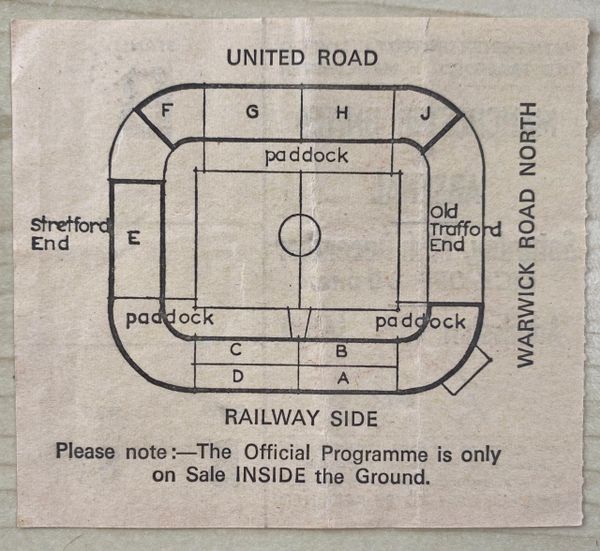 UNITED ROAD
F
G
H
J
paddock
WARWICK ROAD NORTH
Stretford
End
E
Old
Trafford
End
paddock
paddock
C
B
D
A
RAILWAY SIDE
Please note :—The Official Programme is only
on Sale INSIDE the Ground.